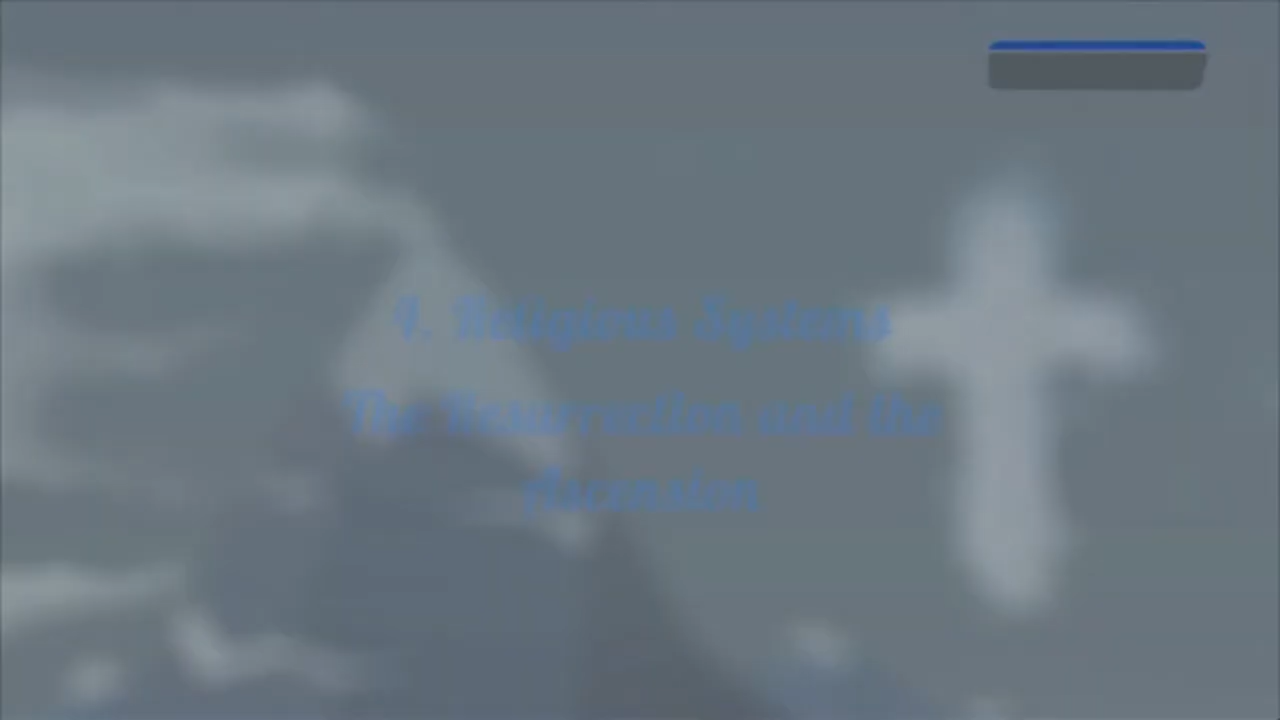 4. Religious Systems
The Resurrection and the
Ascension